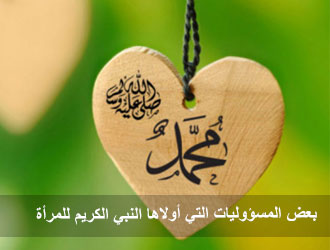 صلى الله عليه وسلم
محمد
بعض المسؤوليات التي أولاها النبي الكريم للمرأة